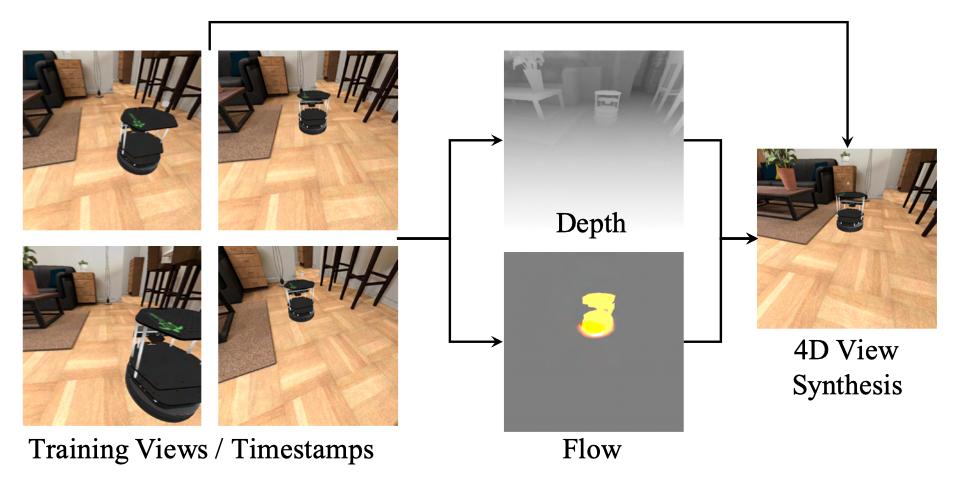 Depth
4D View
Synthesis
Training Views / Timestamps
Flow